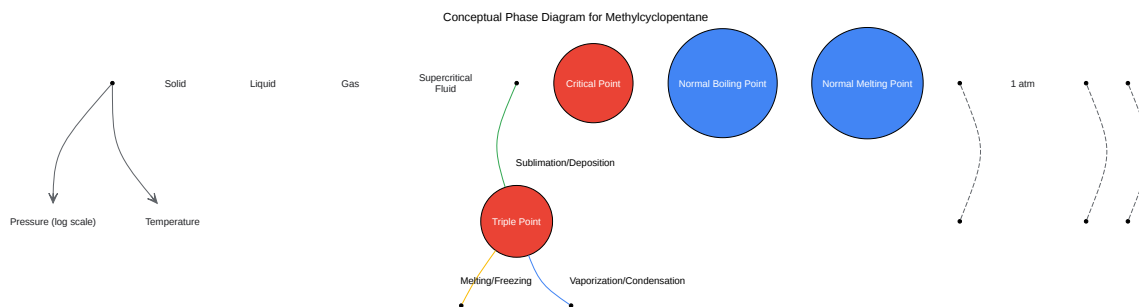 Conceptual Phase Diagram for Methylcyclopentane
Solid
Liquid
Gas
Supercritical
Fluid
Critical Point
Normal Boiling Point
Normal Melting Point
1 atm
Sublimation/Deposition
Pressure (log scale)
Temperature
Triple Point
Melting/Freezing
Vaporization/Condensation